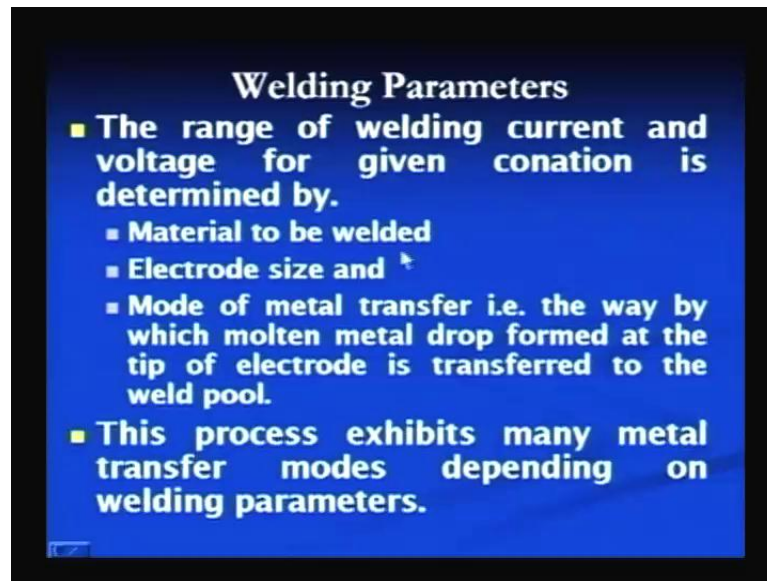 Welding Parameters
The range of welding current and
voltage for given conation is
determined by.
Material to be welded
Electrode size and
Mode of metal transfer i.e. the way by
which molten metal drop formed at the
tip of electrode is transferred to the
weld pool.
This process exhibits many metal
transfer modes depending on
welding parameters.